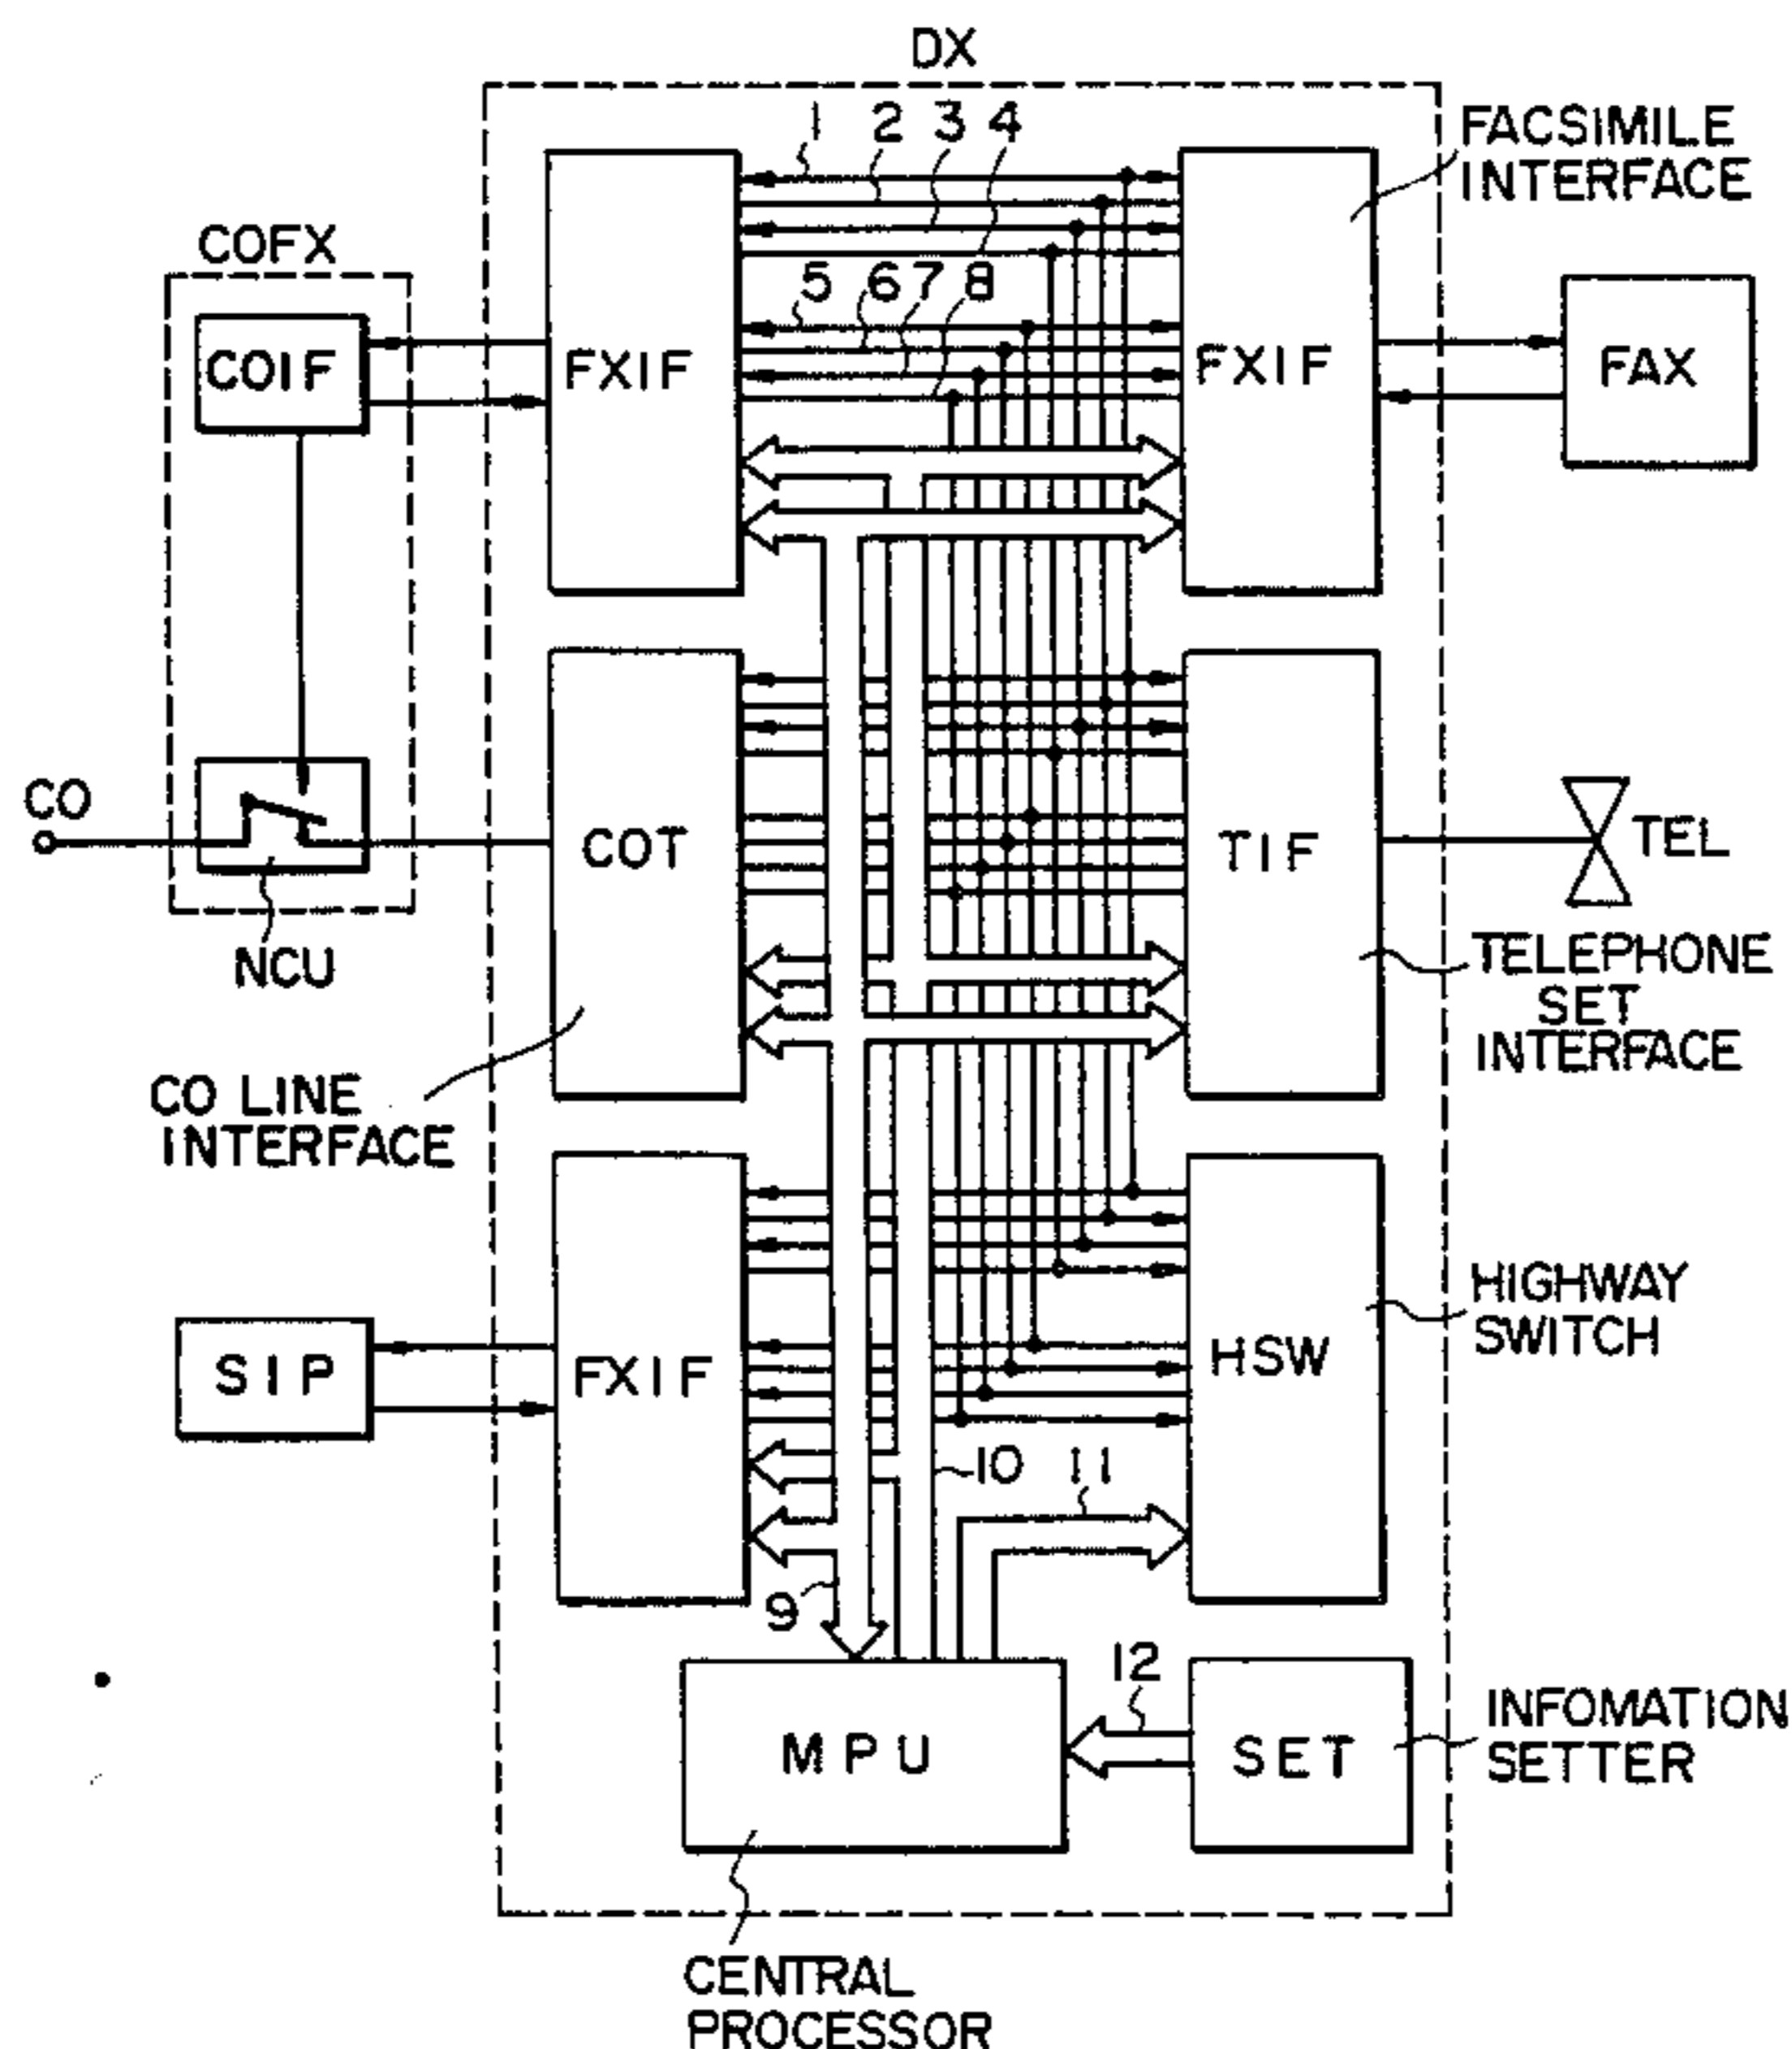 DX
1 2 3 4
FACSIMILE
INTERFACE
COFX
5 6 7 8
COIF
FXIF
FXIF
FAX
CO
COT
TIF
TEL
NCU
TELEPHONE
SET
INTERFACE
CO LINE
INTERFACE
HIGHWAY
SWITCH
SIP
FXIF
HSW
10 11
9
12
MPU
SET
INFOMATION
SETTER
CENTRAL
PROCESSOR